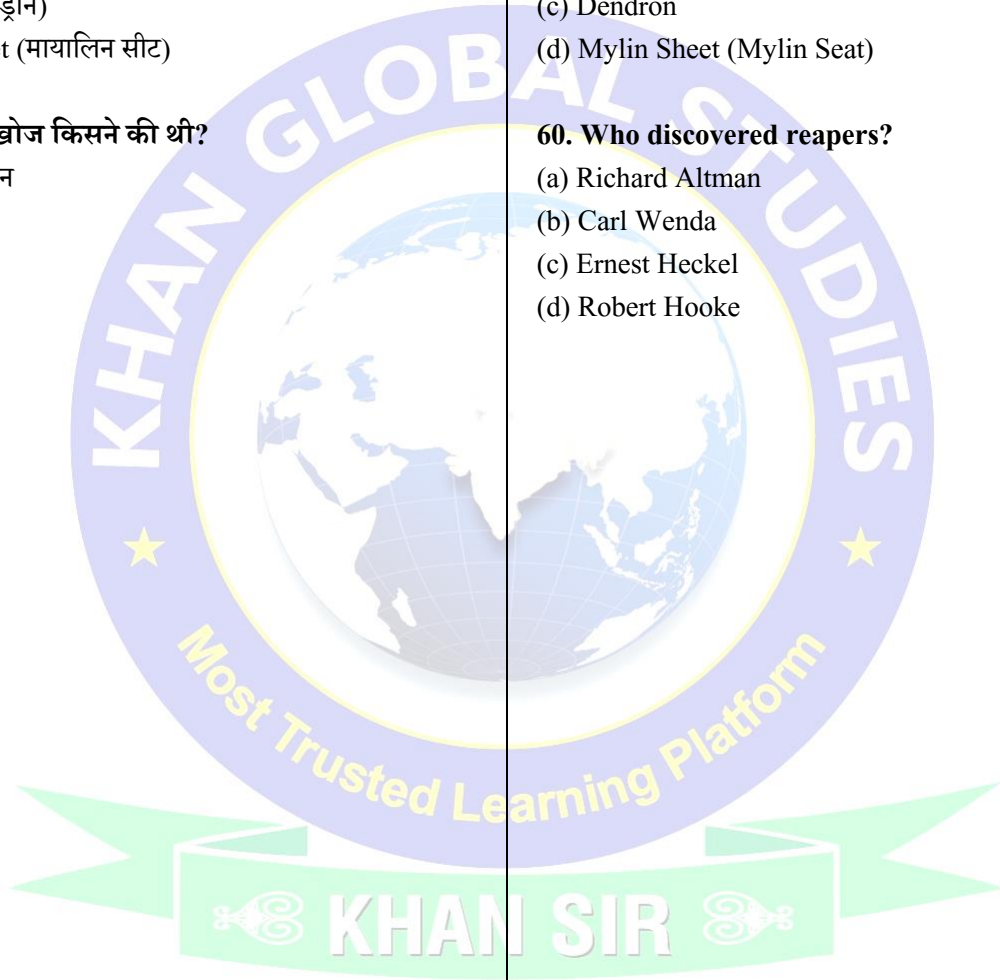 (मायालिन सीट)
किसने की थी?
(c) Dendron
(d) Mylin Sheet (Mylin Seat)
60. Who discovered reapers?
(a) Richard Altman
(b) Carl Wenda
(c) Ernest Heckel
(d) Robert Hooke
KHAN GLOBAL STUDIES
Most Trusted Learning Platform
KHAN SIR